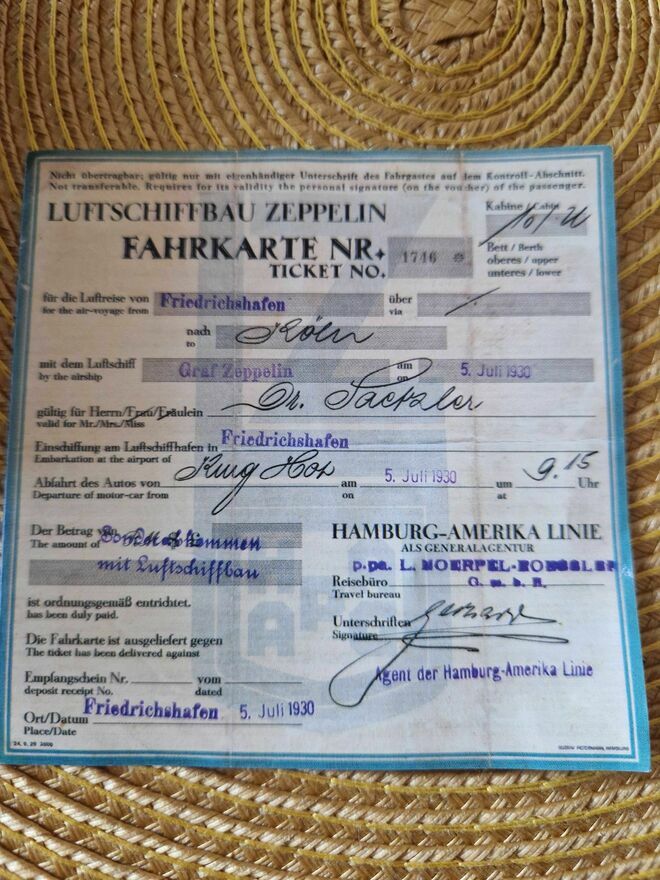 Nicht übertragbar; gültig nur mit eigenhändiger Unterschrift des Fahrgastes auf dem Kontroll-Abschnitt.
Not transferable. Requires for its validity the personal signature (on the voucher) of the passenger.
LUFTSCHIFFBAU ZEPPELIN
Kabine / Cabin
FAHRKARTE NR.
TICKET NO.
1746
Bett / Berth
oberes / upper
unteres / lower
für die Luftreise von Friedrichshafen über
for the air-voyage from via
nach Köln
to
mit dem Luftschiff Graf Zeppelin am 5. Juli 1930
by the airship on
gültig für Herrn/Frau/Fräulein Dr. Paetzler
valid for Mr./Mrs./Miss
Einschiffung am Luftschiffhafen in Friedrichshafen
Embarkation at the airport of
Abfahrt des Autos von am 5. Juli 1930 um 9.15 Uhr
Departure of motor-car from on at
Der Betrag von
The amount of
mit Luftschiffbau
ist ordnungsgemäß entrichtet.
has been duly paid.
Die Fahrkarte ist ausgeliefert gegen
The ticket has been delivered against
Empfangschein Nr. vom
deposit receipt No. dated
Ort/Datum Friedrichshafen 5. Juli 1930
Place/Date
HAMBURG-AMERIKA LINIE
ALS GENERALAGENTUR
p.pa. L.
Reisebüro G. m. b. H.
Travel bureau
Unterschriften
Signature
Agent der Hamburg-Amerika Linie